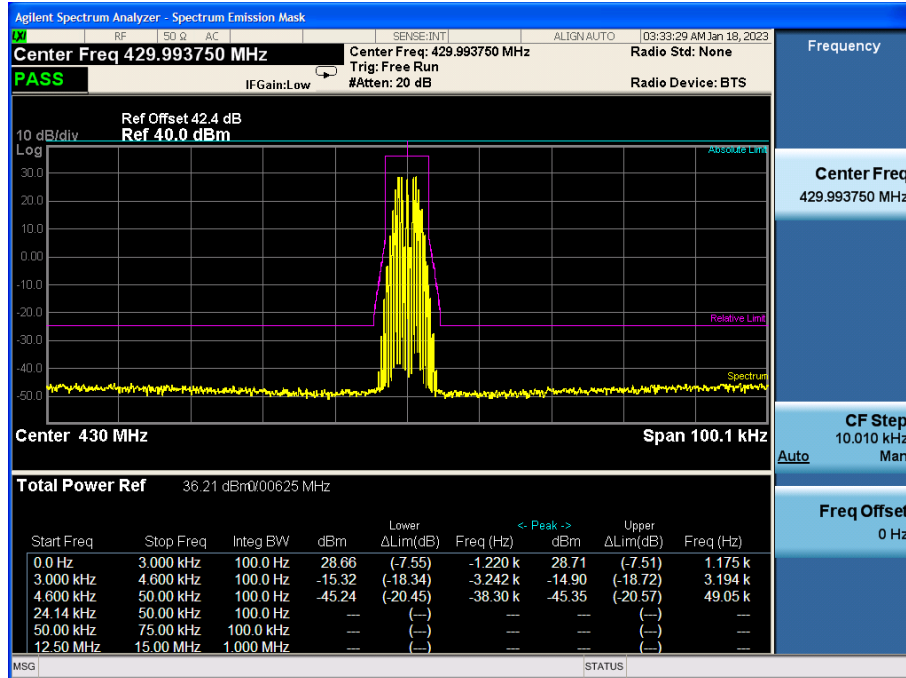 Agilent Spectrum Analyzer - Spectrum Emission Mask
LXI RF 50 Ω AC SENSE:INT ALIGN AUTO 03:33:29 AM Jan 18, 2023
Center Freq 429.993750 MHz
Center Freq: 429.993750 MHz
Radio Std: None
Trig: Free Run
PASS
IFGain:Low
#Atten: 20 dB
Radio Device: BTS
Frequency
Ref Offset 42.4 dB
10 dB/div Ref 40.0 dBm
Log
Absolute Limit
30.0
20.0
10.0
0.00
-10.0
-20.0
Relative Limit
-30.0
-40.0
Spectrum
-50.0
Center 430 MHz
Span 100.1 kHz
Center Freq
429.993750 MHz
CF Step
10.010 kHz
Auto Man
Freq Offset
0 Hz
Total Power Ref 36.21 dBm/0.00625 MHz
Lower <- Peak -> Upper
Start Freq Stop Freq Integ BW dBm ΔLim(dB) Freq (Hz) dBm ΔLim(dB) Freq (Hz)
0.0 Hz 3.000 kHz 100.0 Hz 28.66 (-7.55) -1.220 k 28.71 (-7.51) 1.175 k
3.000 kHz 4.600 kHz 100.0 Hz -15.32 (-18.34) -3.242 k -14.90 (-18.72) 3.194 k
4.600 kHz 50.00 kHz 100.0 Hz -45.24 (-20.45) -38.30 k -45.35 (-20.57) 49.05 k
24.14 kHz 50.00 kHz 100.0 Hz --- (---) --- --- (---) ---
50.00 kHz 75.00 kHz 100.0 kHz --- (---) --- --- (---) ---
12.50 MHz 15.00 MHz 1.000 MHz --- (---) --- --- (---) ---
MSG STATUS